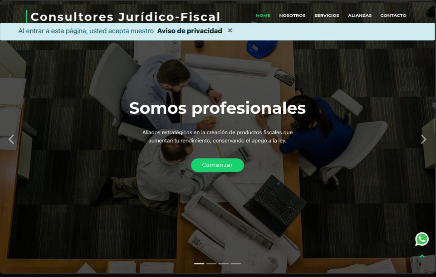 Consultores Jurídico-Fiscal
HOME NOSOTROS SERVICIOS ALIANZAS CONTACTO
Al entrar a esta página, usted acepta nuestro Aviso de privacidad ×
Somos profesionales
Aliados estratégicos en la creación de productos fiscales que
aumentan tu rendimiento, conservando el apego a la ley.
Comenzar